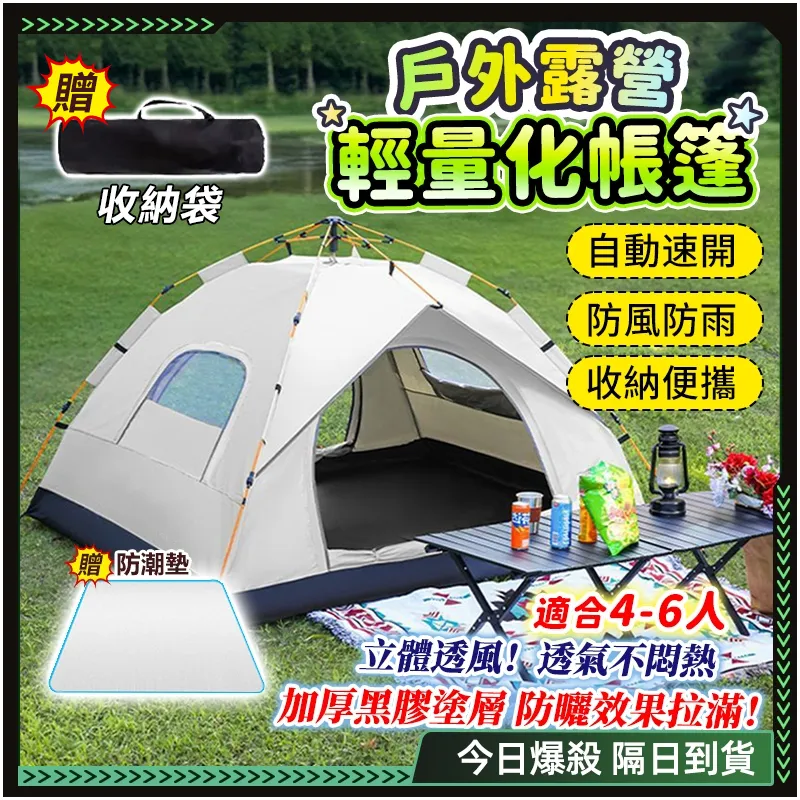 戶外露營
輕量化帳篷
贈
收納袋
自動速開
防風防雨
收納便攜
贈 防潮墊
適合4-6人
立體透風！透氣不悶熱
加厚黑膠塗層 防曬效果拉滿！
今日爆殺 隔日到貨